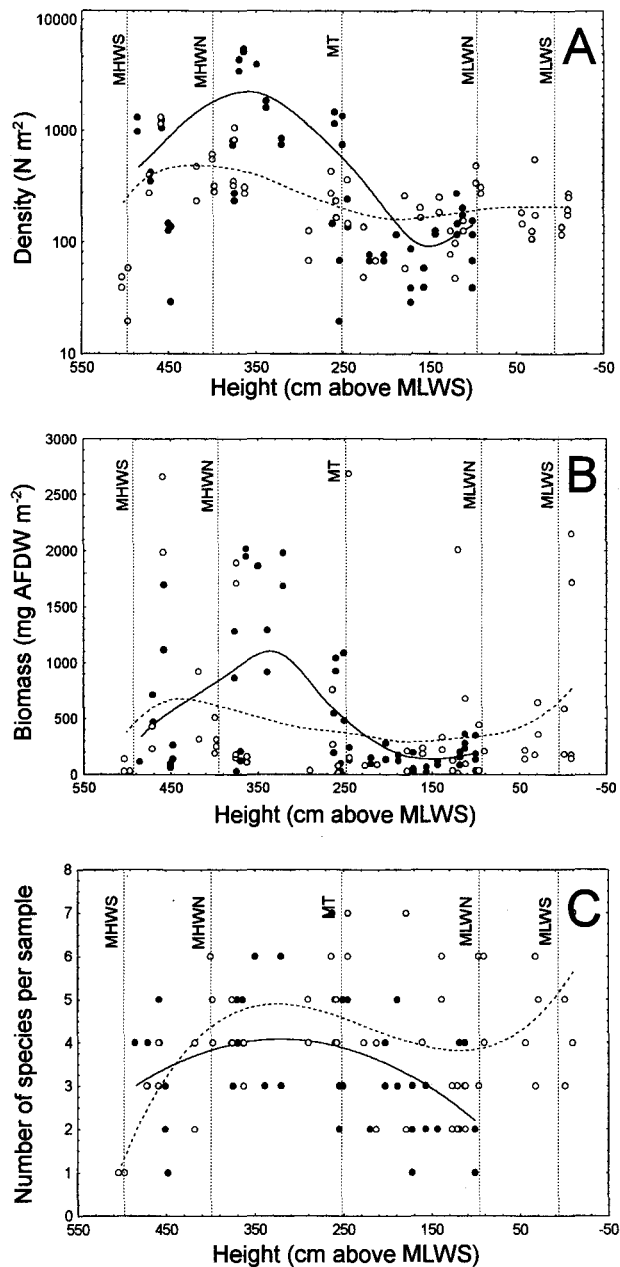 A
MHWS
MHWN
MT
MLWN
MLWS
10000
1000
100
10
Density (N m²)
550
450
350
250
150
50
-50
Height (cm above MLWS)
B
MHWS
MHWN
MT
MLWN
MLWS
3000
2500
2000
1500
1000
500
0
Biomass (mg AFDW m⁻²)
550
450
350
250
150
50
-50
Height (cm above MLWS)
C
MHWS
MHWN
MT
MLWN
MLWS
8
7
6
5
4
3
2
1
0
Number of species per sample
550
450
350
250
150
50
-50
Height (cm above MLWS)